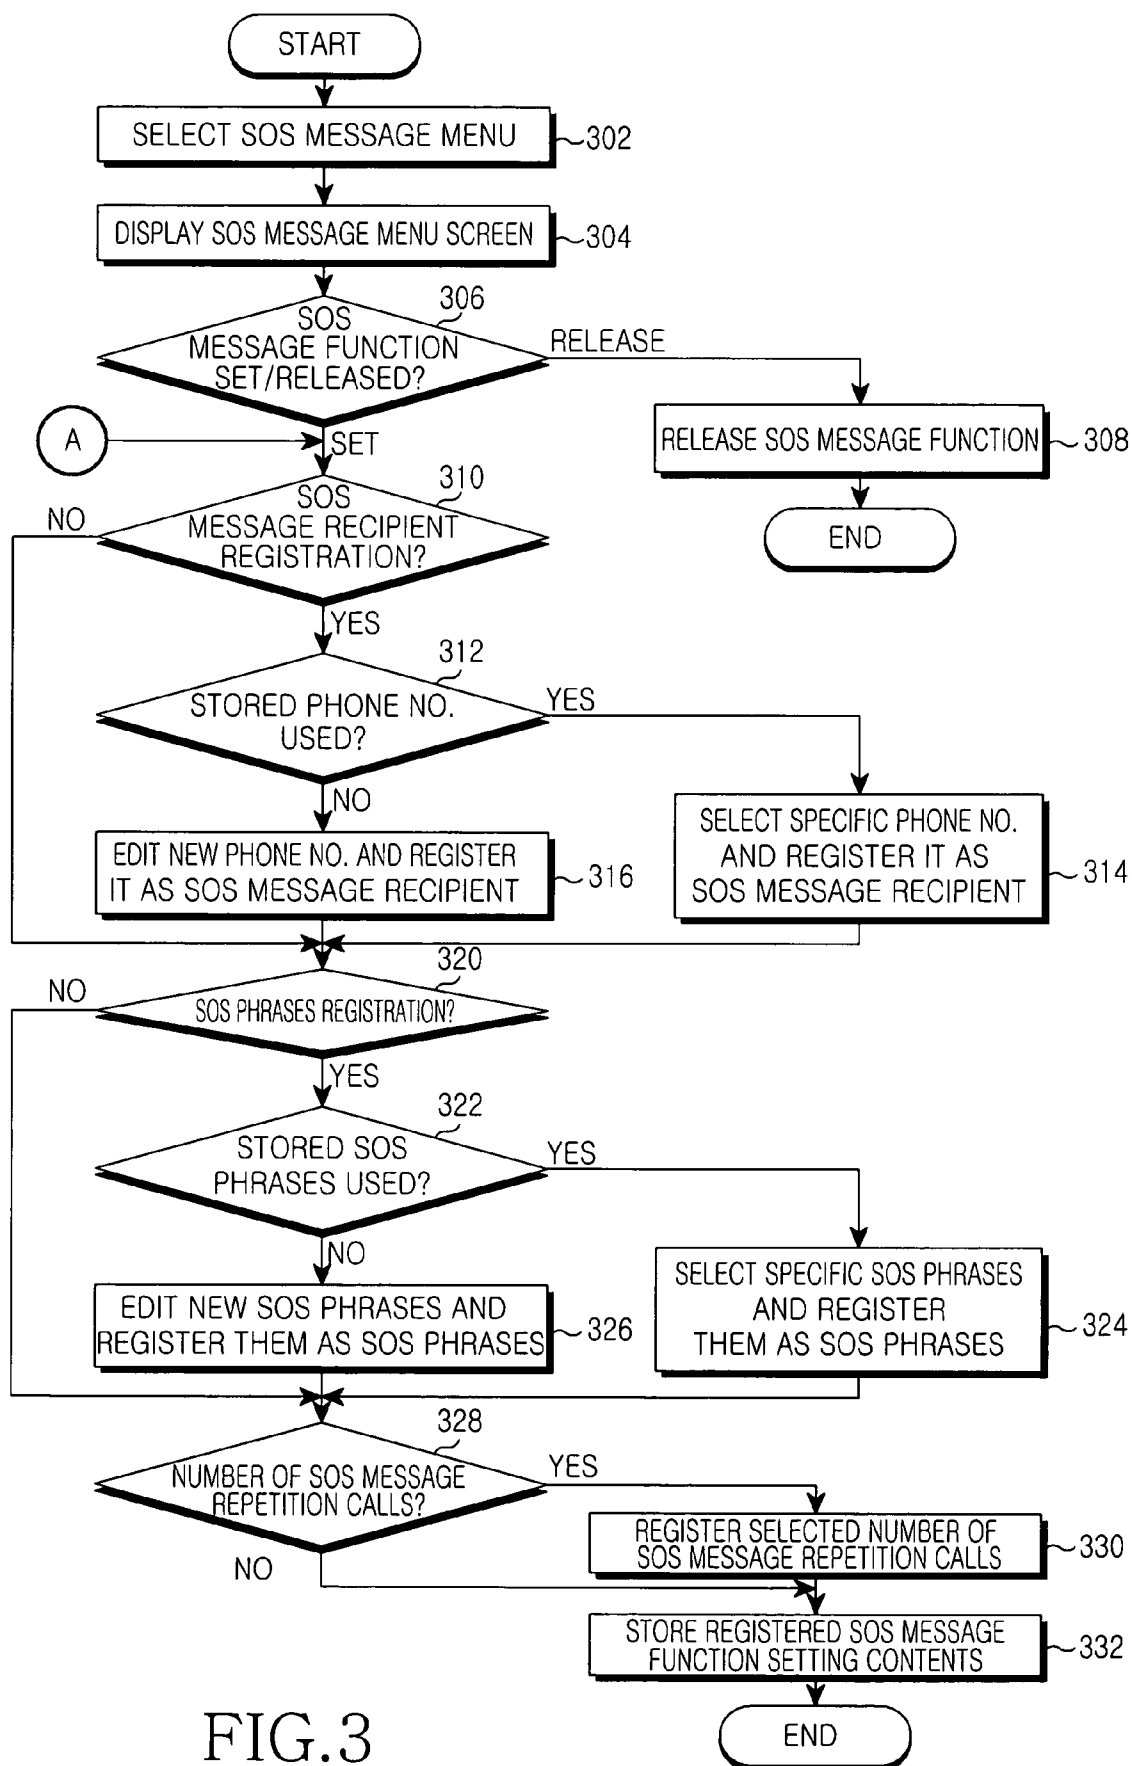 START
SELECT SOS MESSAGE MENU
302
DISPLAY SOS MESSAGE MENU SCREEN
304
306
SOS
MESSAGE FUNCTION
SET/RELEASED?
RELEASE
RELEASE SOS MESSAGE FUNCTION
308
END
A
SET
310
SOS
MESSAGE RECIPIENT
REGISTRATION?
NO
YES
312
STORED PHONE NO.
USED?
YES
NO
SELECT SPECIFIC PHONE NO.
AND REGISTER IT AS
SOS MESSAGE RECIPIENT
314
EDIT NEW PHONE NO. AND REGISTER
IT AS SOS MESSAGE RECIPIENT
316
320
SOS PHRASES REGISTRATION?
NO
YES
322
STORED SOS
PHRASES USED?
YES
NO
SELECT SPECIFIC SOS PHRASES
AND REGISTER
THEM AS SOS PHRASES
324
EDIT NEW SOS PHRASES AND
REGISTER THEM AS SOS PHRASES
326
328
NUMBER OF SOS MESSAGE
REPETITION CALLS?
YES
NO
REGISTER SELECTED NUMBER OF
SOS MESSAGE REPETITION CALLS
330
STORE REGISTERED SOS MESSAGE
FUNCTION SETTING CONTENTS
332
END
FIG.3